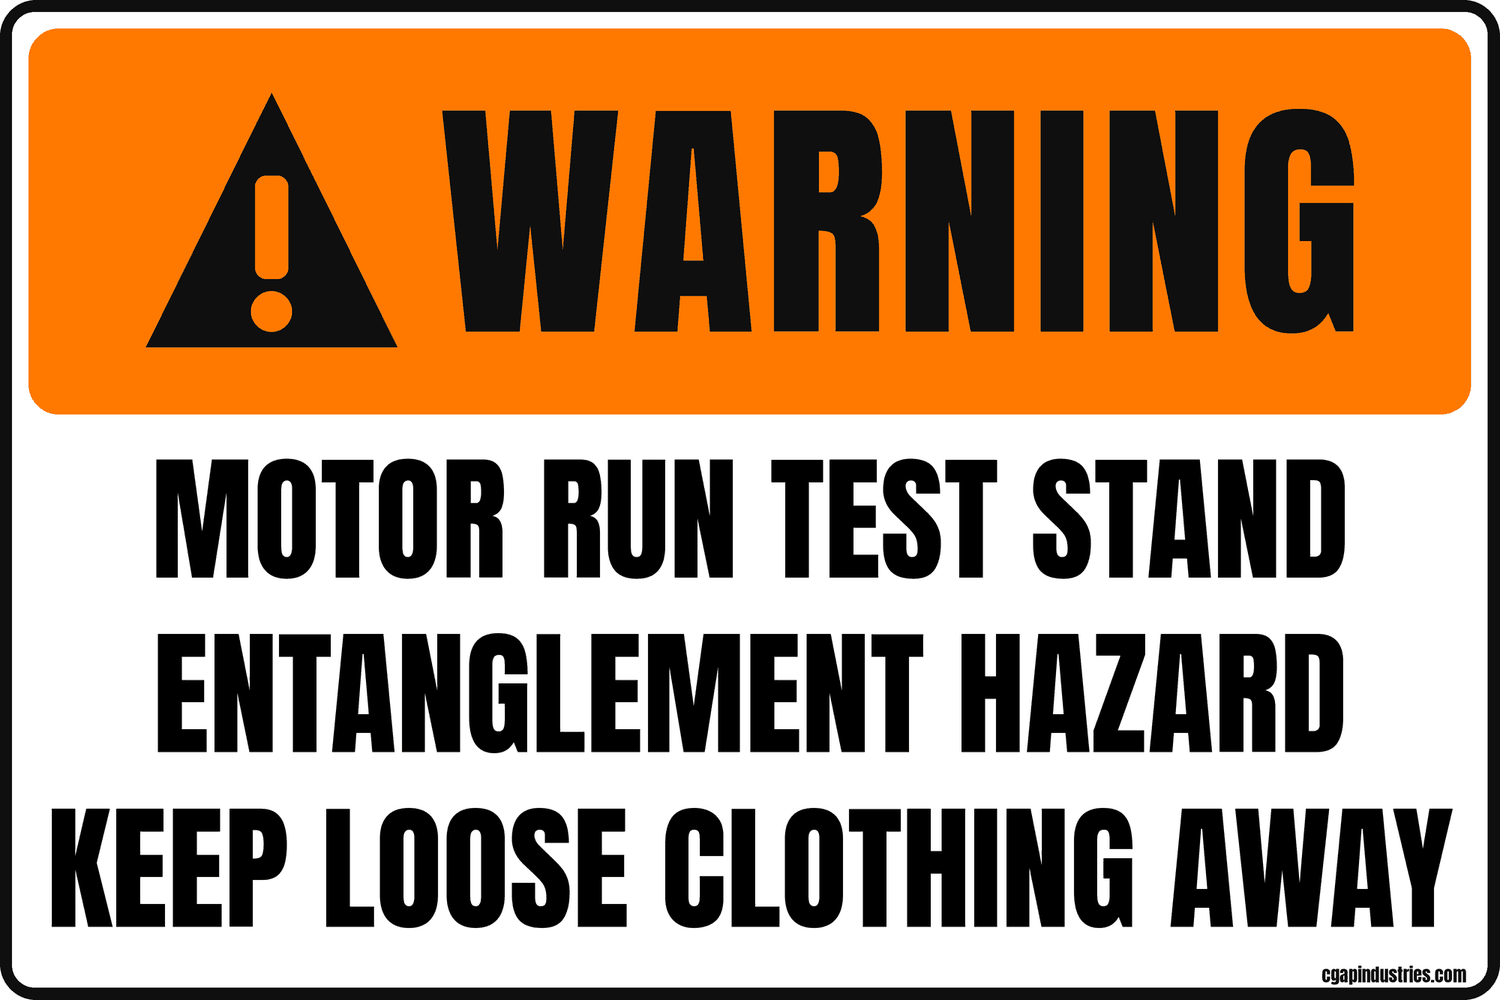 WARNING
MOTOR RUN TEST STAND
ENTANGLEMENT HAZARD
KEEP LOOSE CLOTHING AWAY
cgapindustries.com